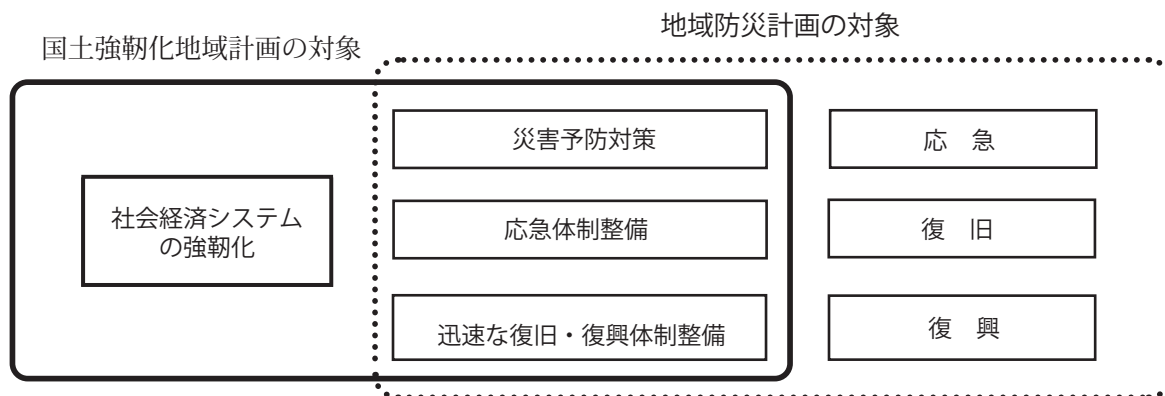 地域防災計画の対象
国土強靭化地域計画の対象
災害予防対策
応　急
社会経済システム
の強靭化
応急体制整備
復　旧
迅速な復旧・復興体制整備
復　興